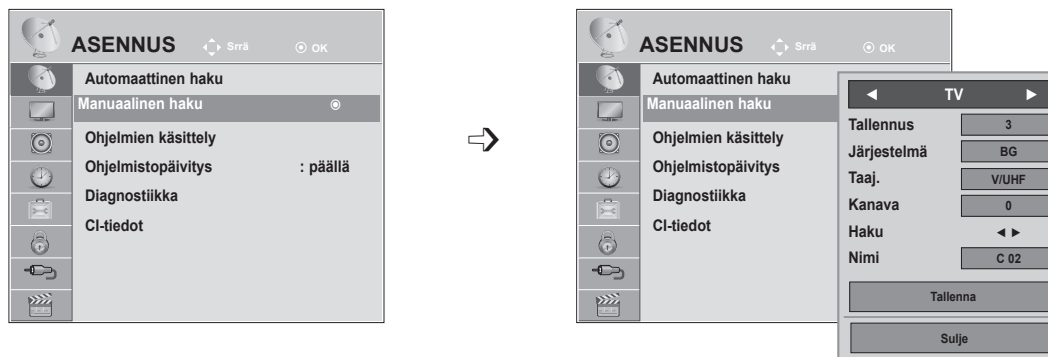 ASENNUS Srrä OK
Automaattinen haku
Manuaalinen haku
Ohjelmien käsittely
Ohjelmistopäivitys : päällä
Diagnostiikka
CI-tiedot
ASENNUS Srrä OK
Automaattinen haku
Manuaalinen haku
Ohjelmien käsittely
Ohjelmistopäivitys
Diagnostiikka
CI-tiedot
◄ TV ►
Tallennus 3
Järjestelmä BG
Taaj. V/UHF
Kanava 0
Haku ◄ ►
Nimi C 02
Tallenna
Sulje